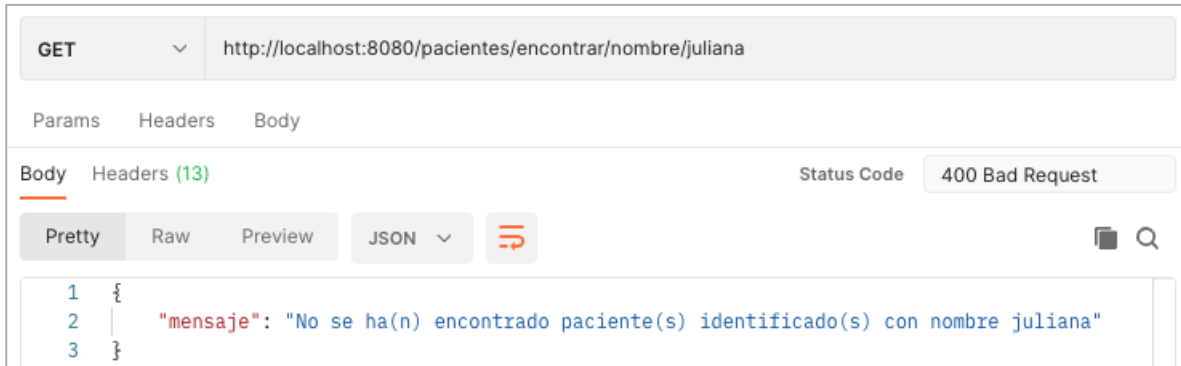 GET http://localhost:8080/pacientes/encontrar/nombre/juliana
Params Headers Body
Body Headers (13) Status Code 400 Bad Request
Pretty Raw Preview JSON
1 {
2 "mensaje": "No se ha(n) encontrado paciente(s) identificado(s) con nombre juliana"
3 }